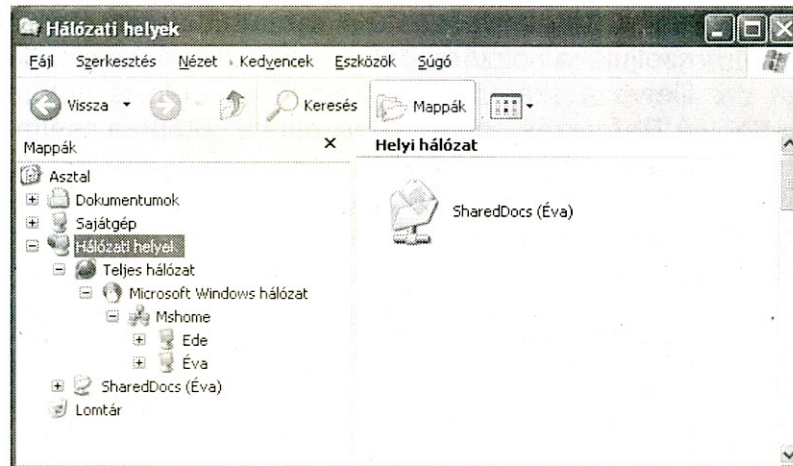 Hálózati helyek
Fájl Szerkesztés Nézet Kedvencek Eszközök Súgó
Vissza Keresés Mappák
Mappák
Helyi hálózat
Asztal
Dokumentumok
Sajátgép
Hálózati helyek
Teljes hálózat
Microsoft Windows hálózat
Mshome
Ede
Éva
SharedDocs (Éva)
Lomtár
SharedDocs (Éva)